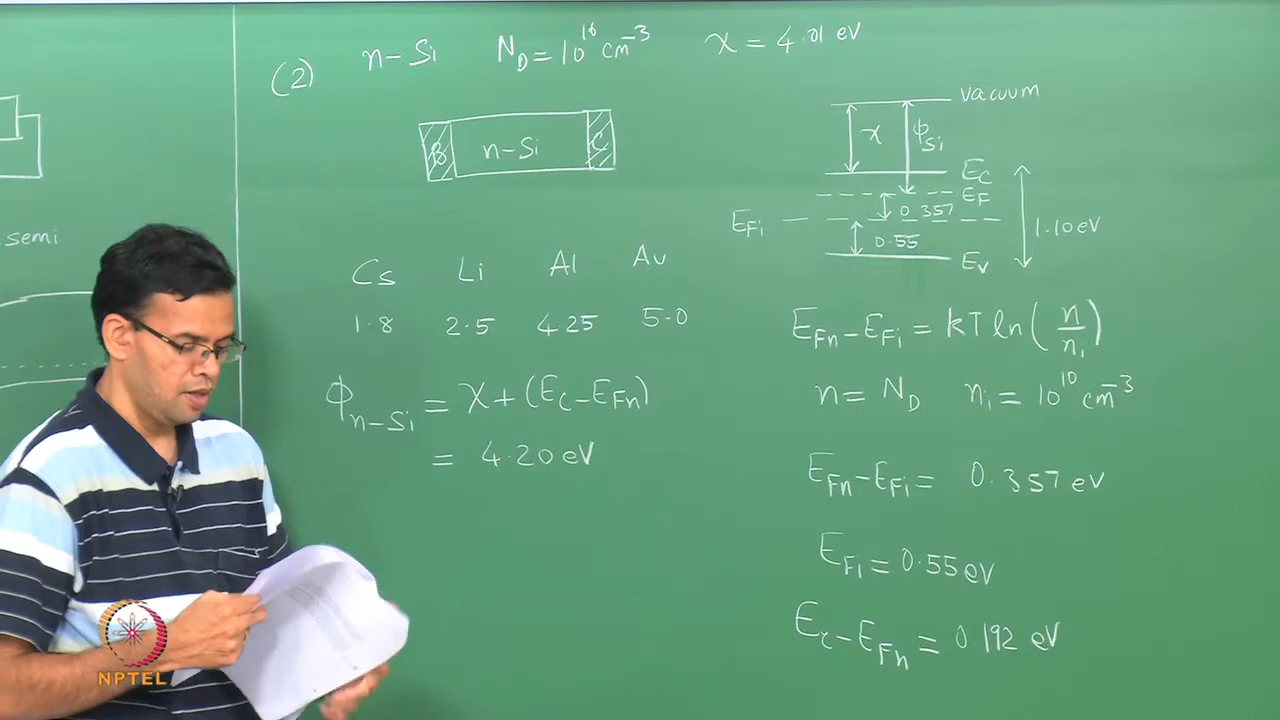 (2) n-Si N_D = 10^16 cm^-3 χ = 4.01 eV
B n-Si C
vacuum
χ ϕ_Si
E_C
E_F
0.357
E_Fi
1.10 eV
0.55
E_V
semi
Cs Li Al Au
1.8 2.5 4.25 5.0
ϕ_n-Si = χ + (E_C - E_Fn)
= 4.20 eV
E_Fn - E_Fi = kT ln(n/n_i)
n = N_D n_i = 10^10 cm^-3
E_Fn - E_Fi = 0.357 eV
E_Fi = 0.55 eV
E_c - E_Fn = 0.192 eV
NPTEL